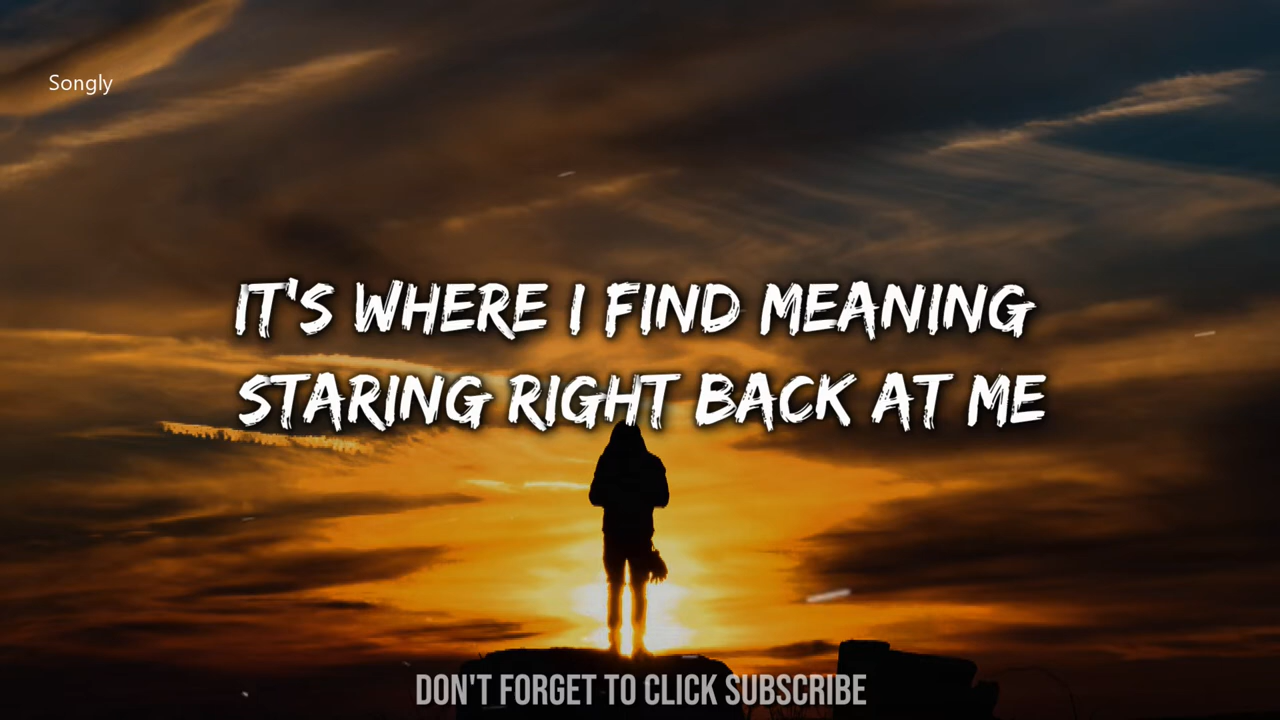 Songly
IT'S WHERE I FIND MEANING
STARING RIGHT BACK AT ME
DON'T FORGET TO CLICK SUBSCRIBE